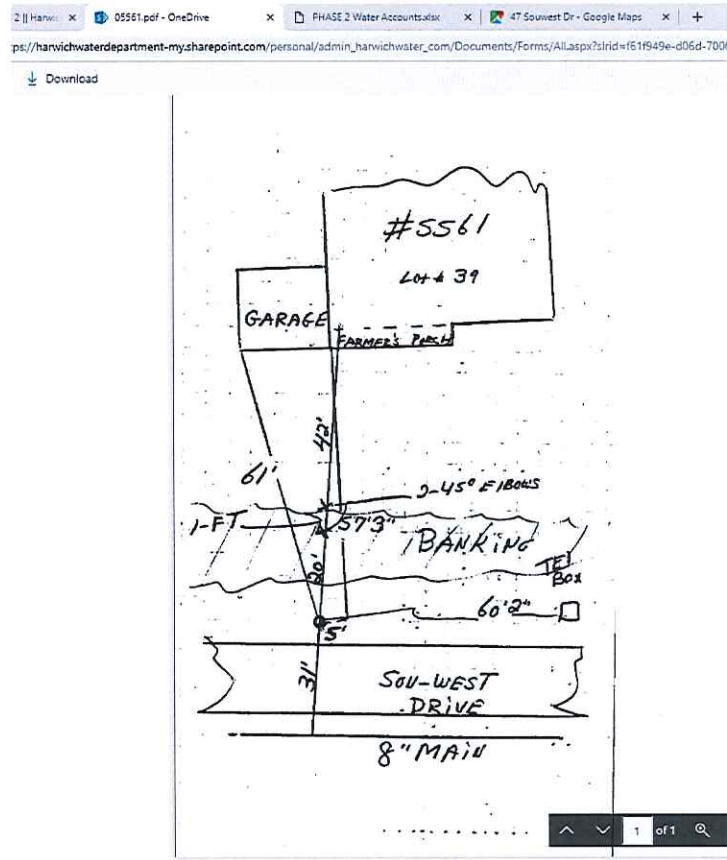 2 || Harwi: × 05561.pdf - OneDrive × PHASE 2 Water Accounts.xlsx × 47 Souwest Dr - Google Maps × +
ps://harwichwaterdepartment-my.sharepoint.com/personal/admin_harwichwater_com/Documents/Forms/All.aspx?slrid=f61f949e-d06d-700
Download
#5561
Lot # 39
GARAGE
FARMER'S PORCH
42'
61'
2-45° ElBOWS
1-FT
57'3"
BANKiNG
20'
TEl
BOX
60'2"
5'
31'
SOU-WEST
DRiVE
8" MAiN
1 of 1